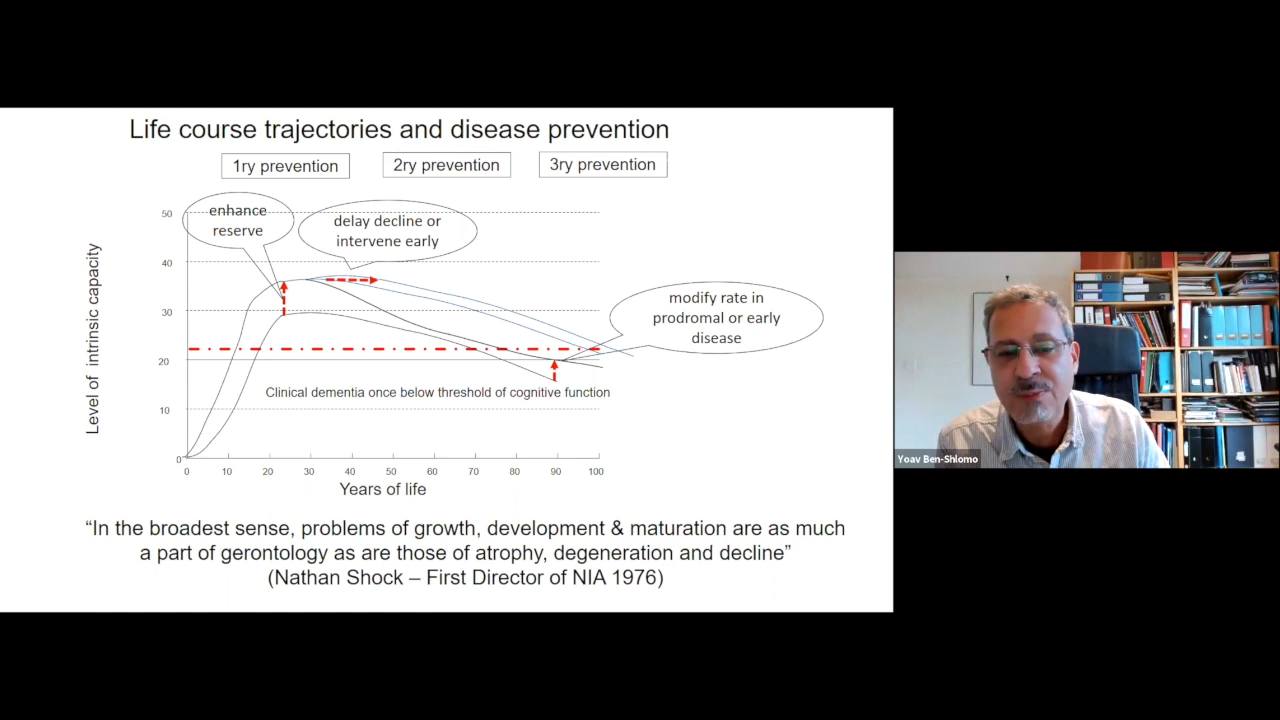 Life course trajectories and disease prevention
1ry prevention
2ry prevention
3ry prevention
enhance
reserve
delay decline or
intervene early
modify rate in
prodromal or early
disease
Level of intrinsic capacity
50
40
30
20
10
0
Clinical dementia once below threshold of cognitive function
0 10 20 30 40 50 60 70 80 90 100
Years of life
“In the broadest sense, problems of growth, development & maturation are as much
a part of gerontology as are those of atrophy, degeneration and decline”
(Nathan Shock – First Director of NIA 1976)
Yoav Ben-Shlomo